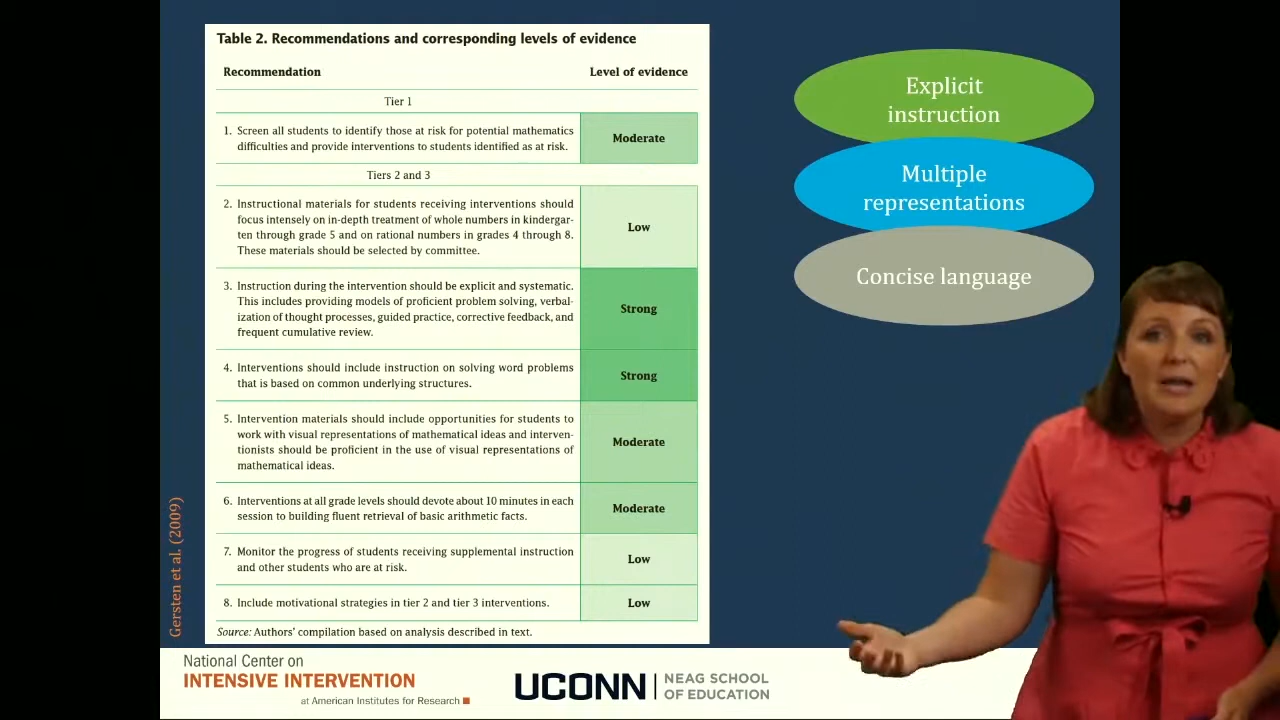 Table 2. Recommendations and corresponding levels of evidence
Recommendation Level of evidence
Tier 1
1. Screen all students to identify those at risk for potential mathematics
difficulties and provide interventions to students identified as at risk.
Moderate
Tiers 2 and 3
2. Instructional materials for students receiving interventions should
focus intensely on in-depth treatment of whole numbers in kindergar-
ten through grade 5 and on rational numbers in grades 4 through 8.
These materials should be selected by committee.
Low
3. Instruction during the intervention should be explicit and systematic.
This includes providing models of proficient problem solving, verbal-
ization of thought processes, guided practice, corrective feedback, and
frequent cumulative review.
Strong
4. Interventions should include instruction on solving word problems
that is based on common underlying structures.
Strong
5. Intervention materials should include opportunities for students to
work with visual representations of mathematical ideas and interven-
tionists should be proficient in the use of visual representations of
mathematical ideas.
Moderate
6. Interventions at all grade levels should devote about 10 minutes in each
session to building fluent retrieval of basic arithmetic facts.
Moderate
7. Monitor the progress of students receiving supplemental instruction
and other students who are at risk.
Low
8. Include motivational strategies in tier 2 and tier 3 interventions.
Low
Source: Authors' compilation based on analysis described in text.
Gersten et al. (2009)
Explicit
instruction
Multiple
representations
Concise language
National Center on
INTENSIVE INTERVENTION
at American Institutes for Research
UCONN
NEAG SCHOOL
OF EDUCATION